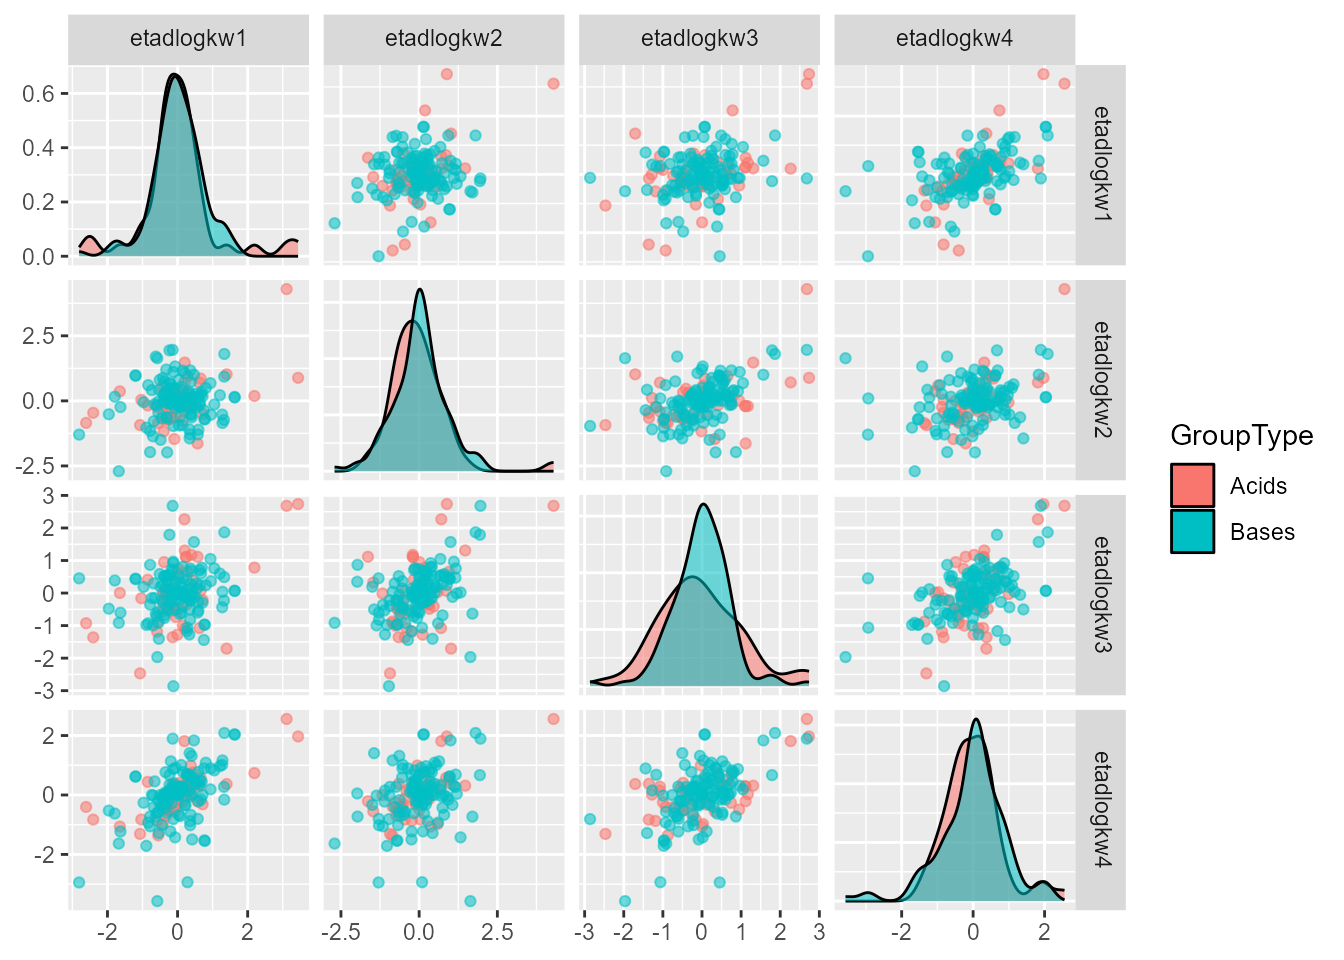 etadlogkw1 etadlogkw2 etadlogkw3 etadlogkw4
0.6
0.4
0.2
0.0
etadlogkw1
2.5
0.0
-2.5
etadlogkw2
3
2
1
0
-1
-2
-3
etadlogkw3
2
0
-2
etadlogkw4
-2 0 2 -2.5 0.0 2.5 -3 -2 -1 0 1 2 3 -2 0 2
GroupType
Acids
Bases